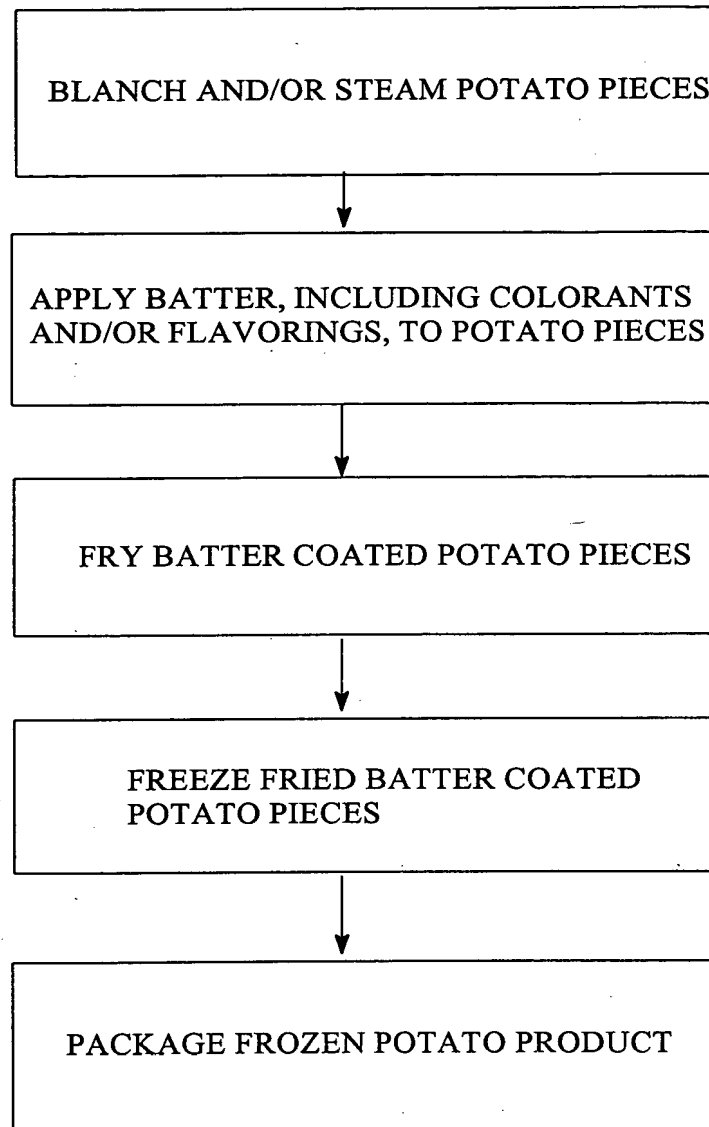 BLANCH AND/OR STEAM POTATO PIECES
APPLY BATTER, INCLUDING COLORANTS
AND/OR FLAVORINGS, TO POTATO PIECES
FRY BATTER COATED POTATO PIECES
FREEZE FRIED BATTER COATED
POTATO PIECES
PACKAGE FROZEN POTATO PRODUCT